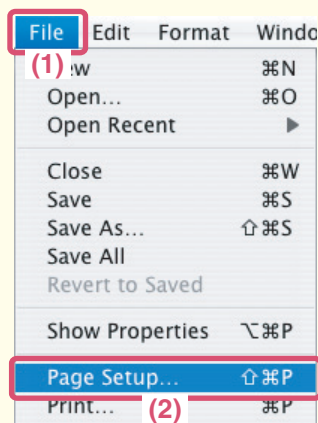 File Edit Format Windo
(1) ew ⌘N
Open... ⌘O
Open Recent ▶
Close ⌘W
Save ⌘S
Save As... ⇧⌘S
Save All
Revert to Saved
Show Properties ⌥⌘P
Page Setup... ⇧⌘P
Print... (2) ⌘P